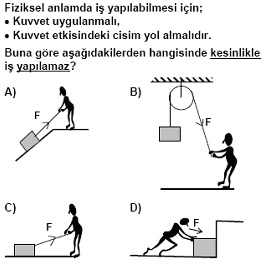 Fiziksel anlamda iş yapılabilmesi için;
• Kuvvet uygulanmalı,
• Kuvvet etkisindeki cisim yol almalıdır.
Buna göre aşağıdakilerden hangisinde kesinlikle
iş yapılamaz?
A)
F
B)
F
C)
F
D)
F